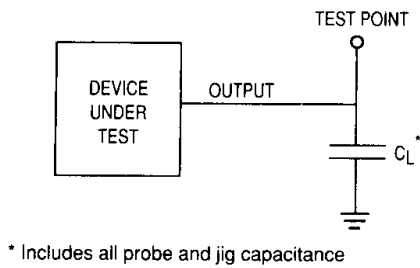 TEST POINT
DEVICE
UNDER
TEST
OUTPUT
CL*
* Includes all probe and jig capacitance